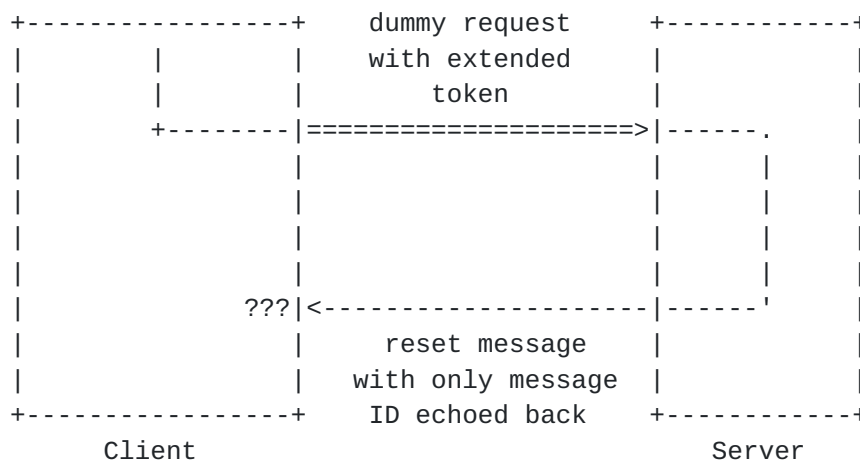 +-----------------+    dummy request     +------------+
|        |        |    with extended     |            |
|        |        |        token         |            |
|        +--------|=====================>|------.     |
|                 |                      |      |     |
|                 |                      |      |     |
|                 |                      |      |     |
|                 |                      |      |     |
|              ???|<---------------------|------'     |
|                 |     reset message    |            |
|                 |   with only message  |            |
+-----------------+    ID echoed back    +------------+
      Client                                 Server